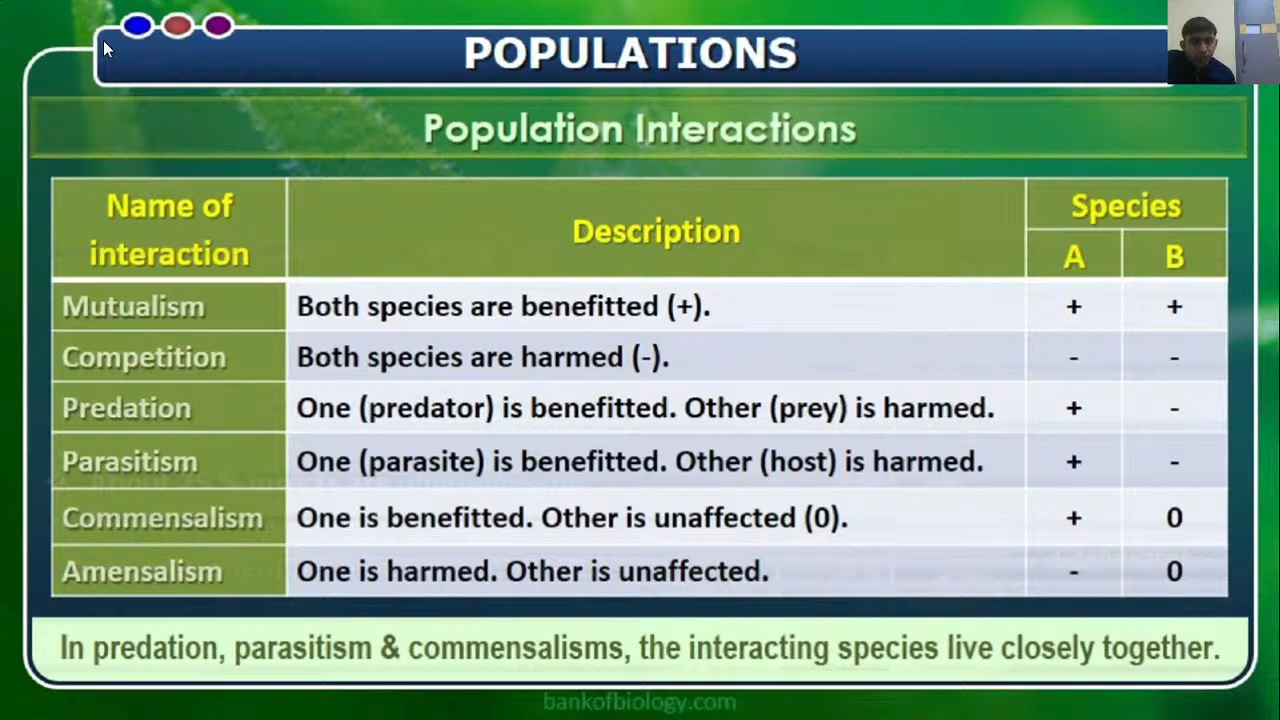 POPULATIONS
Population Interactions
Name of interaction Description Species
A B
Mutualism Both species are benefitted (+). + +
Competition Both species are harmed (-). - -
Predation One (predator) is benefitted. Other (prey) is harmed. + -
Parasitism One (parasite) is benefitted. Other (host) is harmed. + -
Commensalism One is benefitted. Other is unaffected (0). + 0
Amensalism One is harmed. Other is unaffected. - 0
In predation, parasitism & commensalisms, the interacting species live closely together.
bankofbiology.com